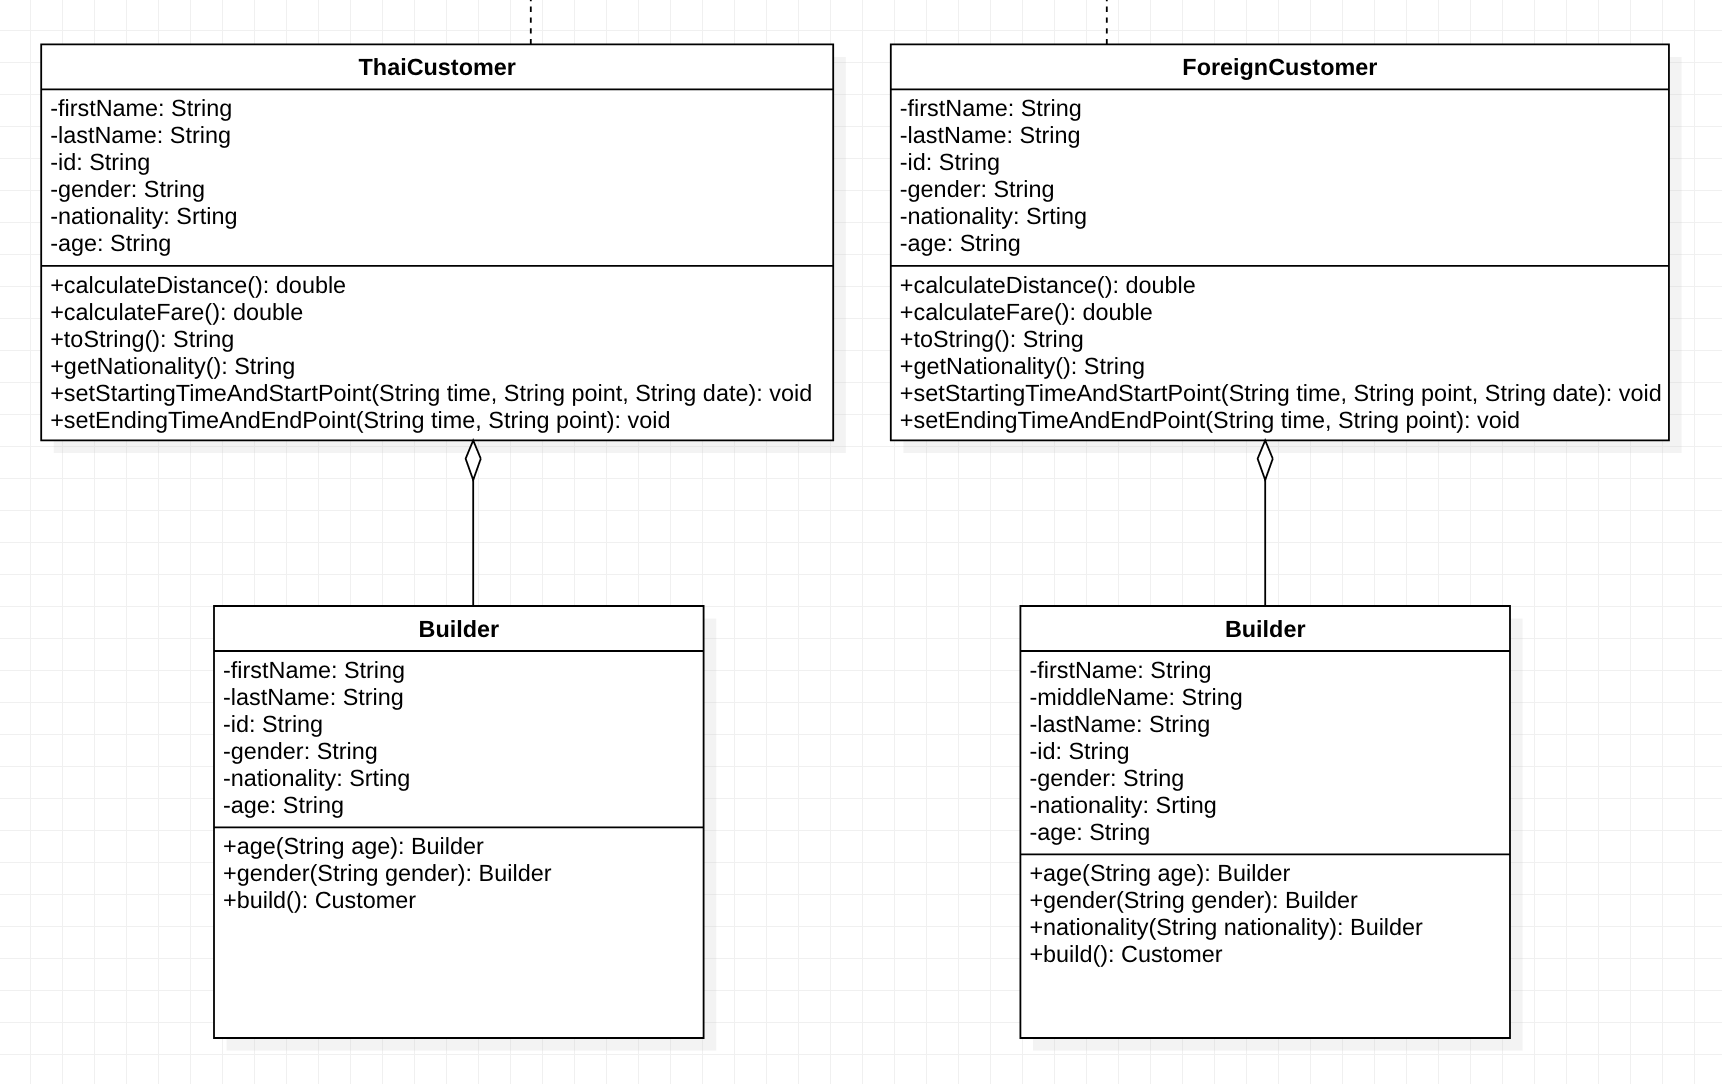 ThaiCustomer
-firstName: String
-lastName: String
-id: String
-gender: String
-nationality: Srting
-age: String
+calculateDistance(): double
+calculateFare(): double
+toString(): String
+getNationality(): String
+setStartingTimeAndStartPoint(String time, String point, String date): void
+setEndingTimeAndEndPoint(String time, String point): void
ForeignCustomer
-firstName: String
-lastName: String
-id: String
-gender: String
-nationality: Srting
-age: String
+calculateDistance(): double
+calculateFare(): double
+toString(): String
+getNationality(): String
+setStartingTimeAndStartPoint(String time, String point, String date): void
+setEndingTimeAndEndPoint(String time, String point): void
Builder
-firstName: String
-lastName: String
-id: String
-gender: String
-nationality: Srting
-age: String
+age(String age): Builder
+gender(String gender): Builder
+build(): Customer
Builder
-firstName: String
-middleName: String
-lastName: String
-id: String
-gender: String
-nationality: Srting
-age: String
+age(String age): Builder
+gender(String gender): Builder
+nationality(String nationality): Builder
+build(): Customer